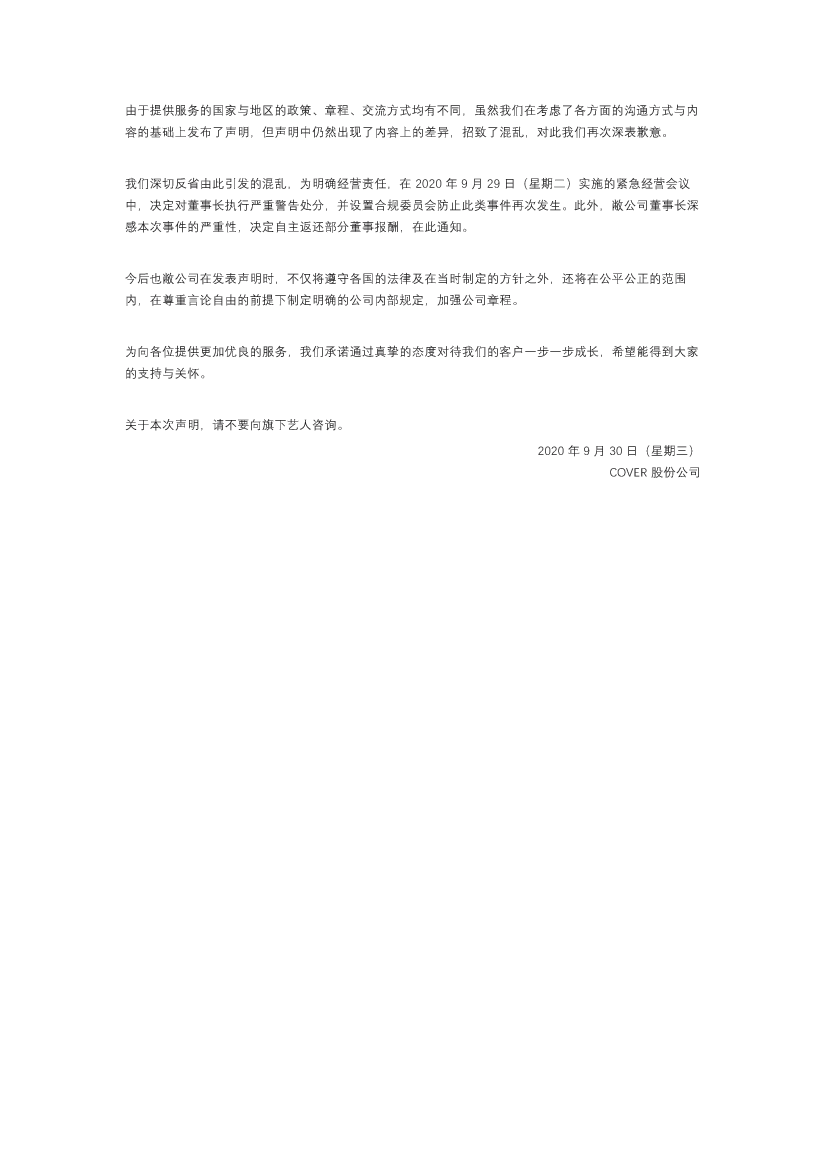 由于提供服务的国家与地区的政策、章程、交流方式均有不同，虽然我们在考虑了各方面的沟通方式与内
容的基础上发布了声明，但声明中仍然出现了内容上的差异，招致了混乱，对此我们再次深表歉意。
我们深切反省由此引发的混乱，为明确经营责任，在 2020 年 9 月 29 日（星期二）实施的紧急经营会议
中，决定对董事长执行严重警告处分，并设置合规委员会防止此类事件再次发生。此外，敝公司董事长深
感本次事件的严重性，决定自主返还部分董事报酬，在此通知。
今后也敝公司在发表声明时，不仅将遵守各国的法律及在当时制定的方针之外，还将在公平公正的范围
内，在尊重言论自由的前提下制定明确的公司内部规定，加强公司章程。
为向各位提供更加优良的服务，我们承诺通过真挚的态度对待我们的客户一步一步成长，希望能得到大家
的支持与关怀。
关于本次声明，请不要向旗下艺人咨询。
2020 年 9 月 30 日（星期三）
COVER 股份公司